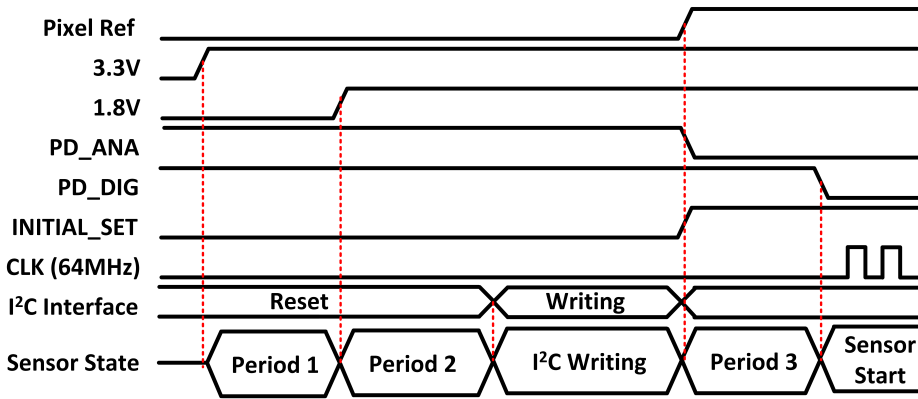 Pixel Ref
3.3V
1.8V
PD_ANA
PD_DIG
INITIAL_SET
CLK (64MHz)
I²C Interface Reset Writing
Sensor State Period 1 Period 2 I²C Writing Period 3 Sensor Start